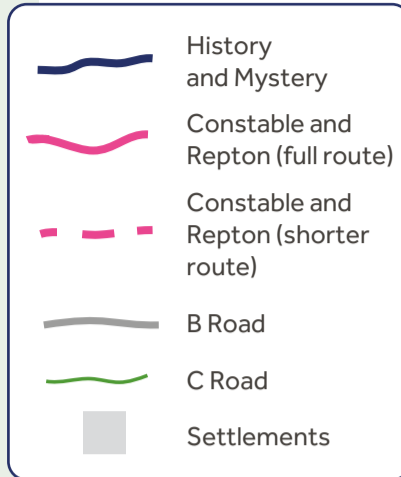 History
and Mystery
Constable and
Repton (full route)
Constable and
Repton (shorter
route)
B Road
C Road
Settlements